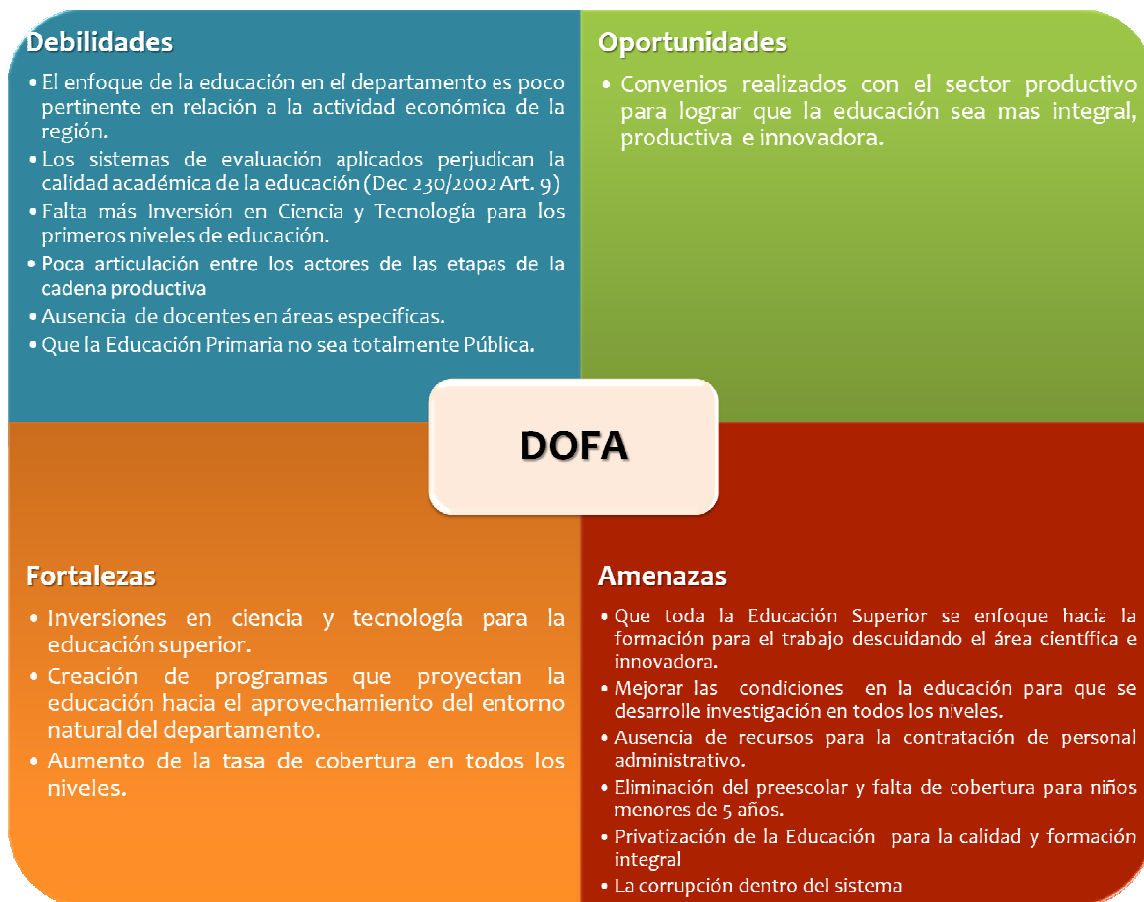 Debilidades
• El enfoque de la educación en el departamento es poco
pertinente en relación a la actividad económica de la
región.
• Los sistemas de evaluación aplicados perjudican la
calidad académica de la educación (Dec 230/2002 Art. 9)
• Falta más Inversión en Ciencia y Tecnología para los
primeros niveles de educación.
• Poca articulación entre los actores de las etapas de la
cadena productiva
• Ausencia de docentes en áreas especificas.
• Que la Educación Primaria no sea totalmente Pública.
Oportunidades
• Convenios realizados con el sector productivo
para lograr que la educación sea mas integral,
productiva e innovadora.
DOFA
Fortalezas
• Inversiones en ciencia y tecnología para la
educación superior.
• Creación de programas que proyectan la
educación hacia el aprovechamiento del entorno
natural del departamento.
• Aumento de la tasa de cobertura en todos los
niveles.
Amenazas
• Que toda la Educación Superior se enfoque hacia la
formación para el trabajo descuidando el área científica e
innovadora.
• Mejorar las condiciones en la educación para que se
desarrolle investigación en todos los niveles.
• Ausencia de recursos para la contratación de personal
administrativo.
• Eliminación del preescolar y falta de cobertura para niños
menores de 5 años.
• Privatización de la Educación para la calidad y formación
integral
• La corrupción dentro del sistema